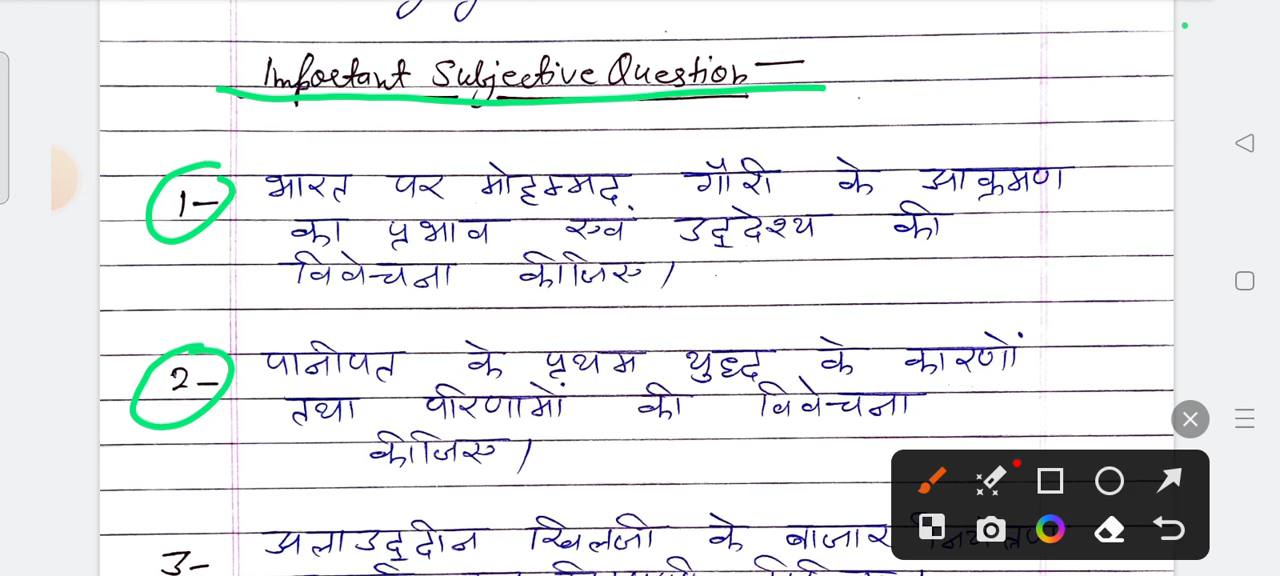 Important Subjective Question —
1- भारत पर मोहम्मद गौरी के आक्रमण
का प्रभाव एवं उद्देश्य की
विवेचना कीजिए।
2- पानीपत के प्रथम युद्ध के कारणों
तथा परिणामों की विवेचना
कीजिए।
3- अलाउद्दीन खिलजी के बाजार